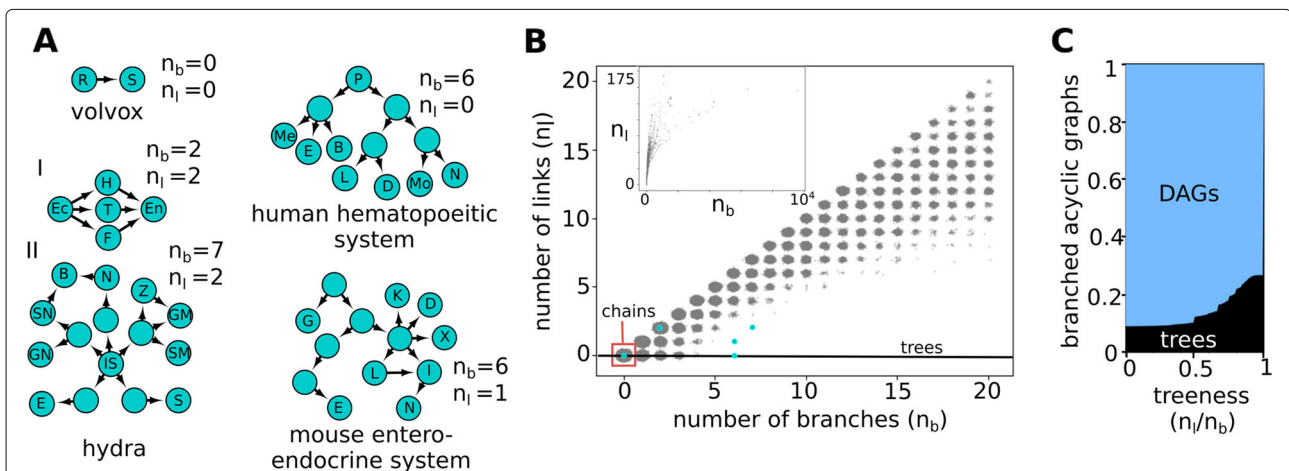 A
R
S
n_b=0
n_l=0
volvox
I
n_b=2
n_l=2
H
Ec
T
En
F
II
n_b=7
n_l=2
B
N
Z
SN
GM
GN
IS
SM
E
S
hydra
P
n_b=6
n_l=0
Me
E
B
L
D
Mo
N
human hematopoeitic
system
K
D
G
X
L
I
n_b=6
n_l=1
E
N
mouse entero-
endocrine system
B
number of links (n_l)
20
15
10
5
0
175
n_l
0
0
n_b
10^4
chains
trees
0
5
10
15
20
number of branches (n_b)
C
branched acyclic graphs
1
0.8
0.6
0.4
0.2
0
DAGs
trees
0
0.5
1
treeness
(n_l/n_b)